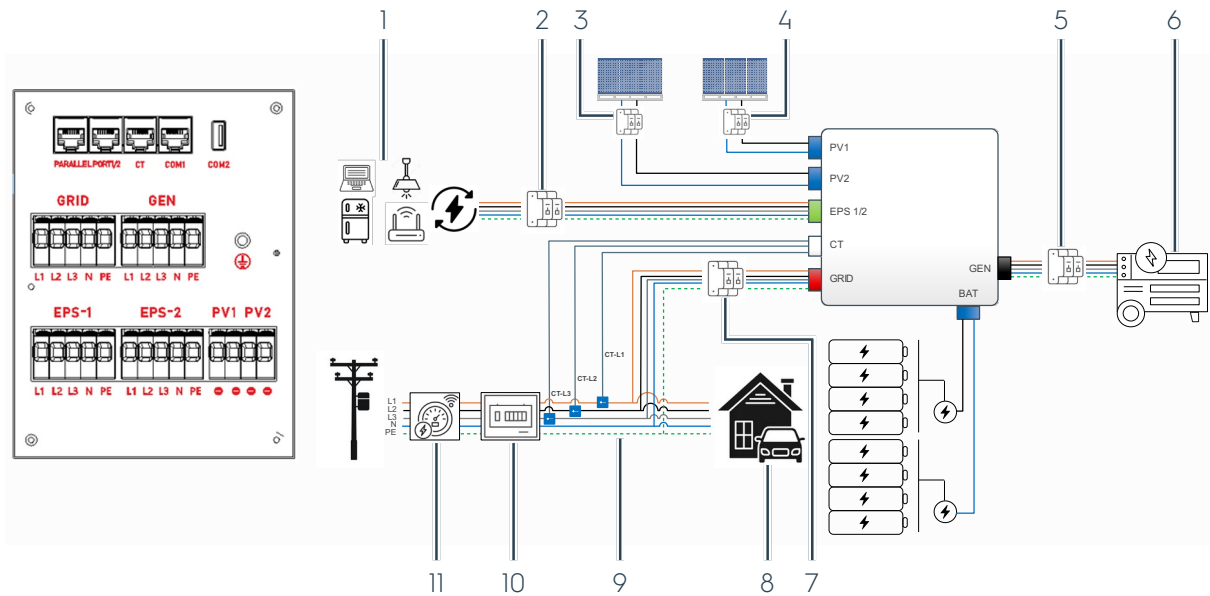 1 2 3 4 5 6
PARALLEL PORT1/2 CT COM1 COM2
GRID GEN
L1 L2 L3 N PE L1 L2 L3 N PE
EPS-1 EPS-2 PV1 PV2
L1 L2 L3 N PE L1 L2 L3 N PE
PV1
PV2
EPS 1/2
CT
GRID
GEN
BAT
CT-L1
CT-L2
CT-L3
L1
L2
L3
N
PE
11 10 9 8 7